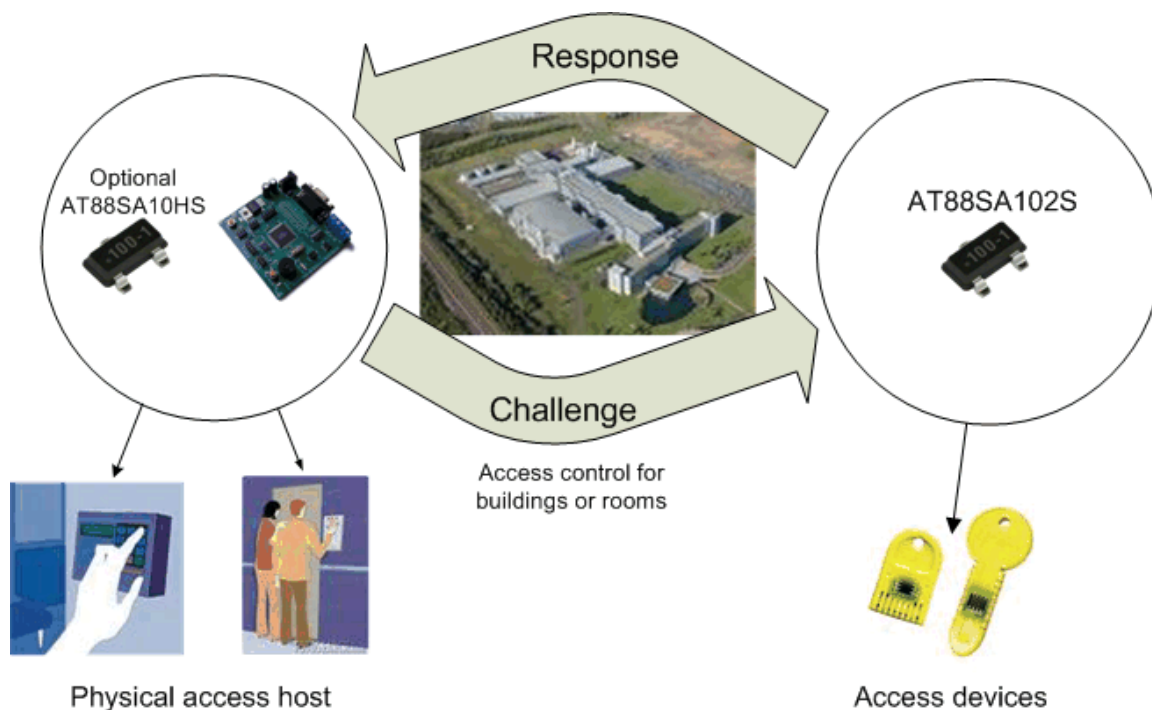 Response
Optional
AT88SA10HS
-100-1
AT88SA102S
-100-1
Challenge
Access control for
buildings or rooms
Physical access host
Access devices